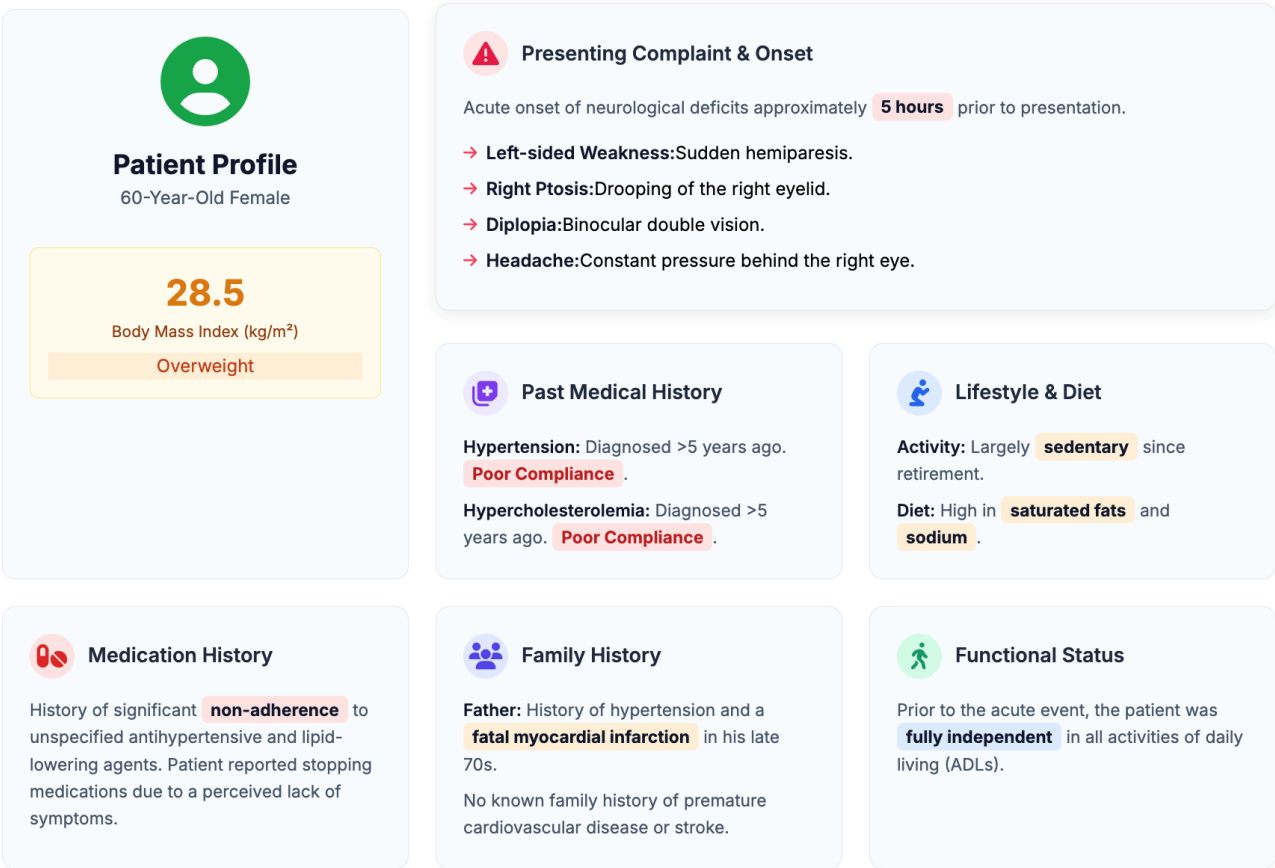 Patient Profile
60-Year-Old Female
28.5
Body Mass Index (kg/m²)
Overweight
Presenting Complaint & Onset
Acute onset of neurological deficits approximately 5 hours prior to presentation.
→ Left-sided Weakness:Sudden hemiparesis.
→ Right Ptosis:Drooping of the right eyelid.
→ Diplopia:Binocular double vision.
→ Headache:Constant pressure behind the right eye.
Past Medical History
Hypertension: Diagnosed >5 years ago.
Poor Compliance.
Hypercholesterolemia: Diagnosed >5
years ago. Poor Compliance.
Lifestyle & Diet
Activity: Largely sedentary since
retirement.
Diet: High in saturated fats and
sodium.
Medication History
History of significant non-adherence to
unspecified antihypertensive and lipid-
lowering agents. Patient reported stopping
medications due to a perceived lack of
symptoms.
Family History
Father: History of hypertension and a
fatal myocardial infarction in his late
70s.
No known family history of premature
cardiovascular disease or stroke.
Functional Status
Prior to the acute event, the patient was
fully independent in all activities of daily
living (ADLs).